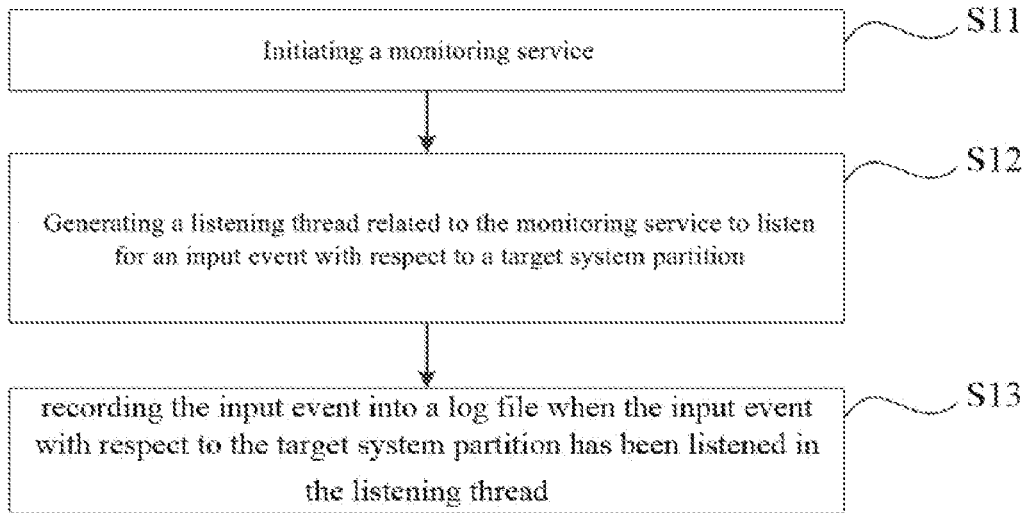 S11
Initiating a monitoring service
S12
Generating a listening thread related to the monitoring service to listen
for an input event with respect to a target system partition
S13
recording the input event into a log file when the input event
with respect to the target system partition has been listened in
the listening thread